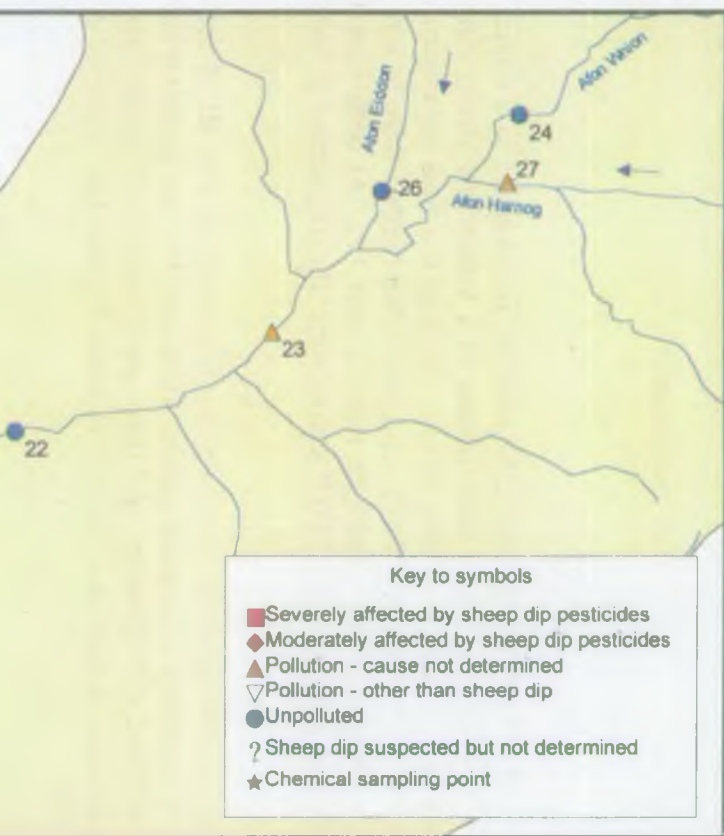 Afon Eiddon
Afon Whion
24
27
26
Afon Harnog
23
22
Key to symbols
Severely affected by sheep dip pesticides
Moderately affected by sheep dip pesticides
Pollution - cause not determined
Pollution - other than sheep dip
Unpolluted
? Sheep dip suspected but not determined
Chemical sampling point